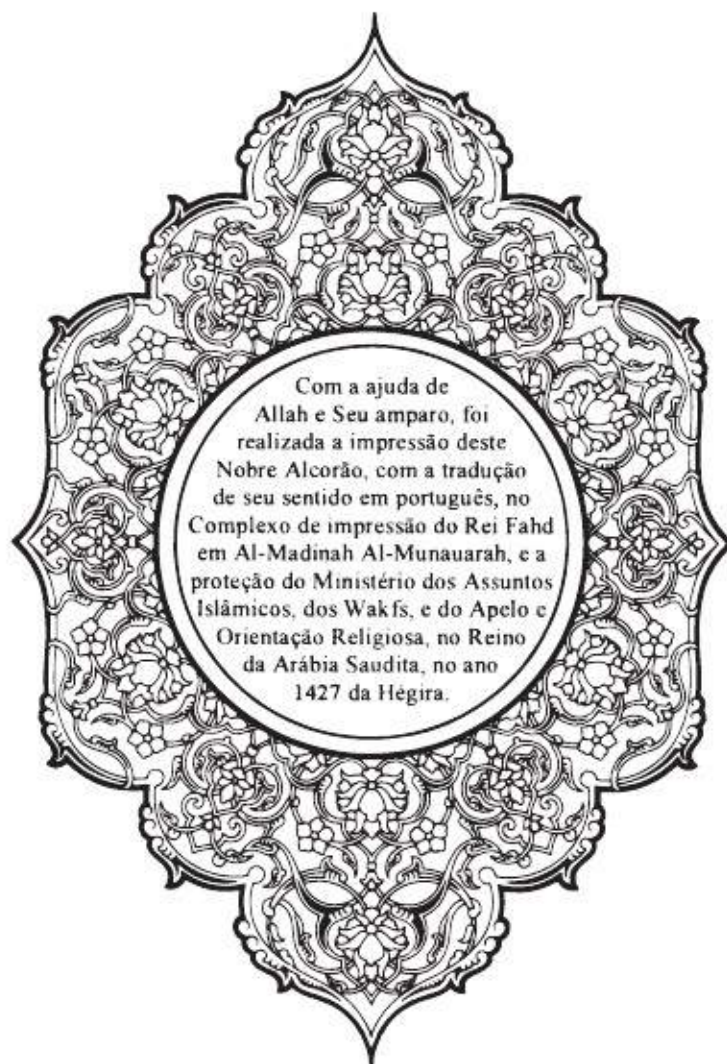 Com a ajuda de
Allah e Seu amparo, foi
realizada a impressão deste
Nobre Alcorão, com a tradução
de seu sentido em português, no
Complexo de impressão do Rei Fahd
em Al-Madinah Al-Munauarah, e a
proteção do Ministério dos Assuntos
Islâmicos, dos Wakfs, e do Apelo e
Orientação Religiosa, no Reino
da Arábia Saudita, no ano
1427 da Hégira.